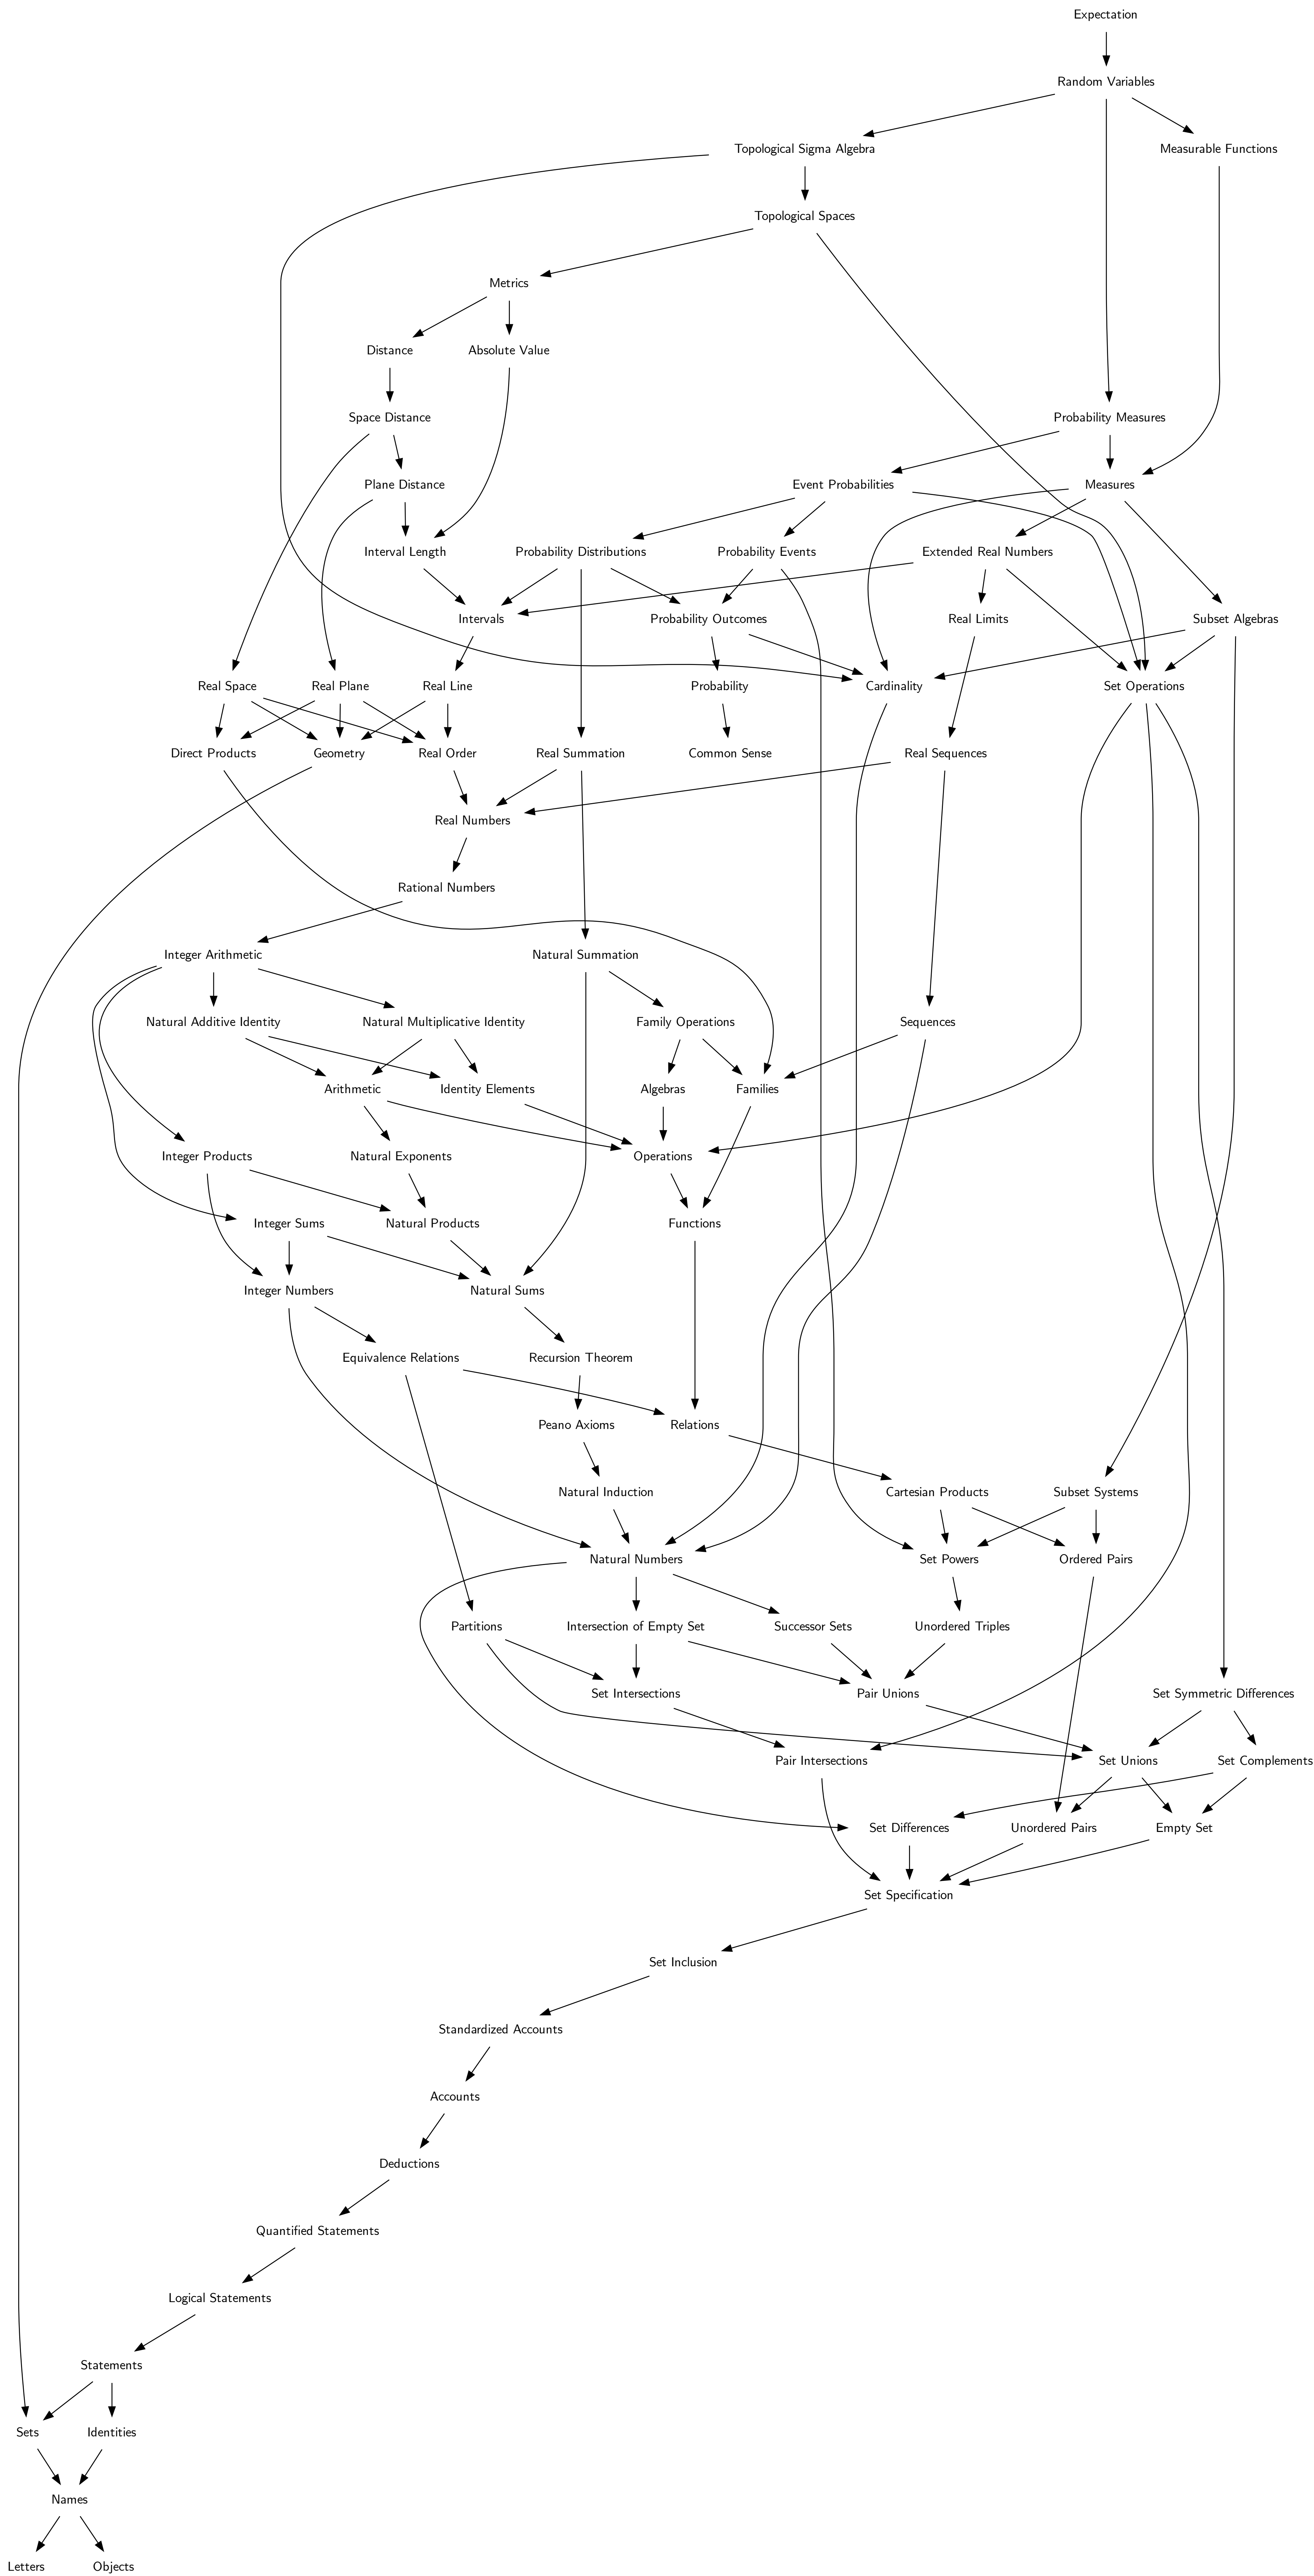 Expectation
Random Variables
Topological Sigma Algebra
Measurable Functions
Topological Spaces
Metrics
Distance
Absolute Value
Space Distance
Probability Measures
Plane Distance
Event Probabilities
Measures
Interval Length
Probability Distributions
Probability Events
Extended Real Numbers
Intervals
Probability Outcomes
Real Limits
Subset Algebras
Real Space
Real Plane
Real Line
Probability
Cardinality
Set Operations
Direct Products
Geometry
Real Order
Real Summation
Common Sense
Real Sequences
Real Numbers
Rational Numbers
Integer Arithmetic
Natural Summation
Natural Additive Identity
Natural Multiplicative Identity
Family Operations
Sequences
Arithmetic
Identity Elements
Algebras
Families
Integer Products
Natural Exponents
Operations
Integer Sums
Natural Products
Functions
Integer Numbers
Natural Sums
Equivalence Relations
Recursion Theorem
Peano Axioms
Relations
Natural Induction
Cartesian Products
Subset Systems
Natural Numbers
Set Powers
Ordered Pairs
Partitions
Intersection of Empty Set
Successor Sets
Unordered Triples
Set Intersections
Pair Unions
Set Symmetric Differences
Pair Intersections
Set Unions
Set Complements
Set Differences
Unordered Pairs
Empty Set
Set Specification
Set Inclusion
Standardized Accounts
Accounts
Deductions
Quantified Statements
Logical Statements
Statements
Sets
Identities
Names
Letters
Objects